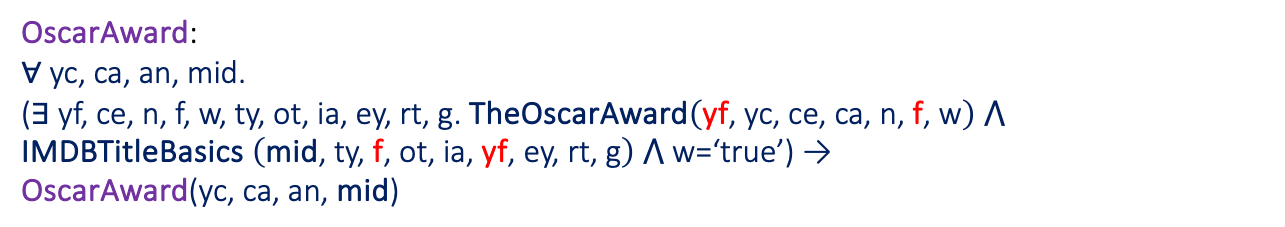 OscarAward:
∀ yc, ca, an, mid.
(∃ yf, ce, n, f, w, ty, ot, ia, ey, rt, g. TheOscarAward(yf, yc, ce, ca, n, f, w) Λ
IMDBTitleBasics (mid, ty, f, ot, ia, yf, ey, rt, g) Λ w=‘true’) →
OscarAward(yc, ca, an, mid)